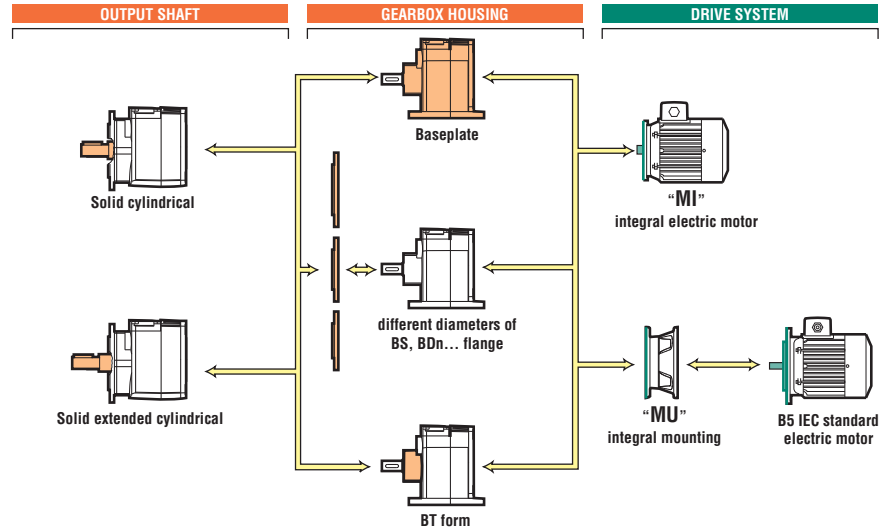 OUTPUT SHAFT
GEARBOX HOUSING
DRIVE SYSTEM
Baseplate
Solid cylindrical
“MI”
integral electric motor
different diameters of
BS, BDn... flange
Solid extended cylindrical
“MU”
integral mounting
B5 IEC standard
electric motor
BT form